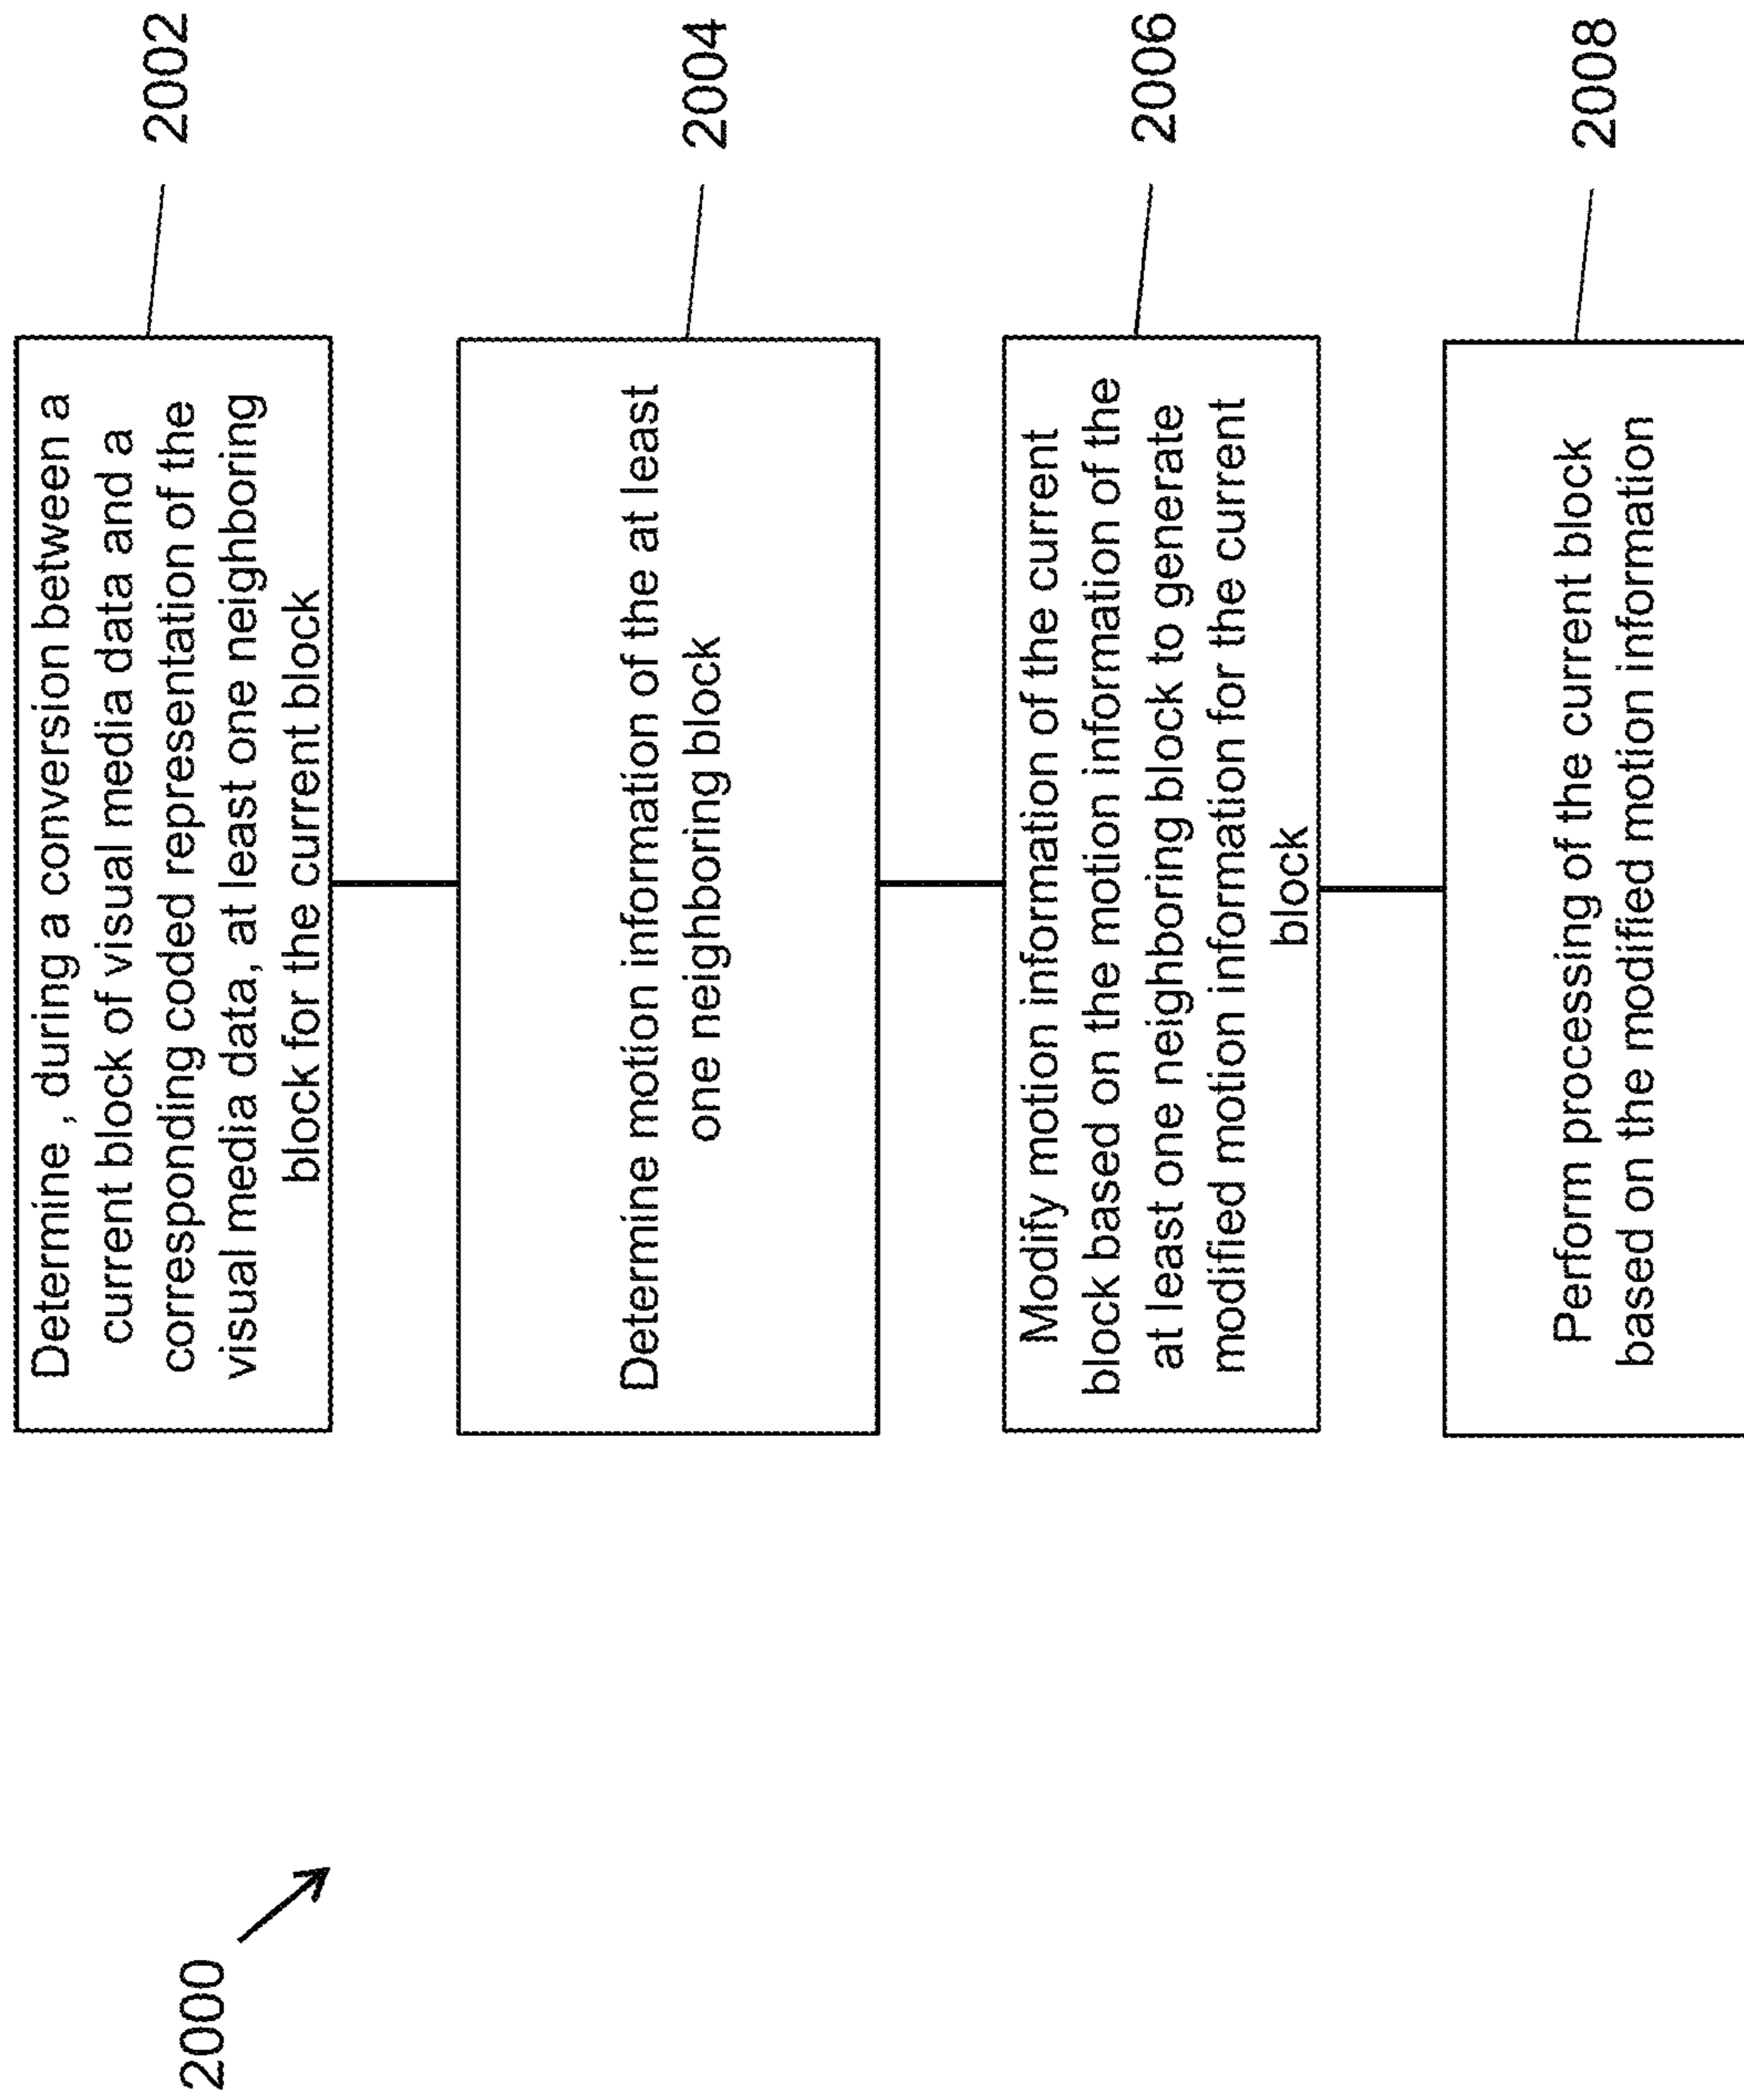 2000
Determine , during a conversion between a
current block of visual media data and a
corresponding coded representation of the
visual media data, at least one neighboring
block for the current block
2002
Determine motion information of the at least
one neighboring block
2004
Modify motion information of the current
block based on the motion information of the
at least one neighboring block to generate
modified motion information for the current
block
2006
Perform processing of the current block
based on the modified motion information
2008